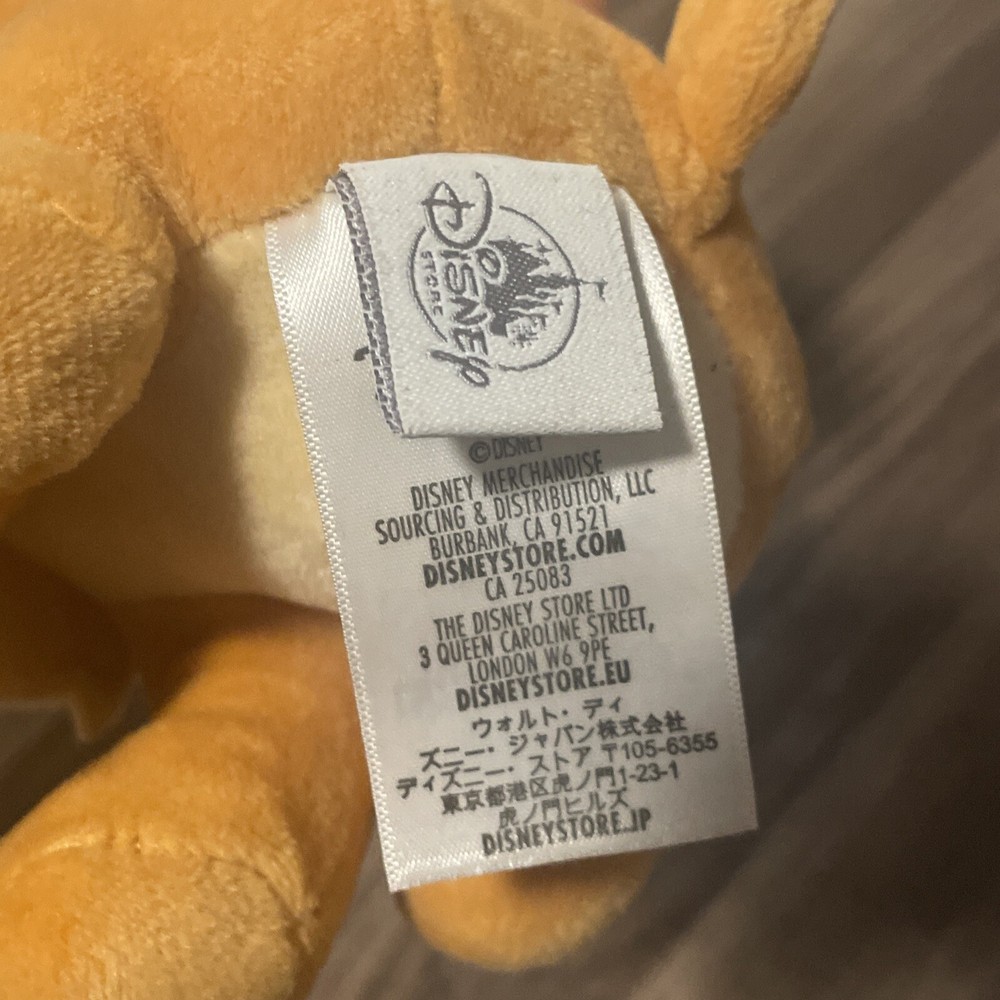 Disney
STORE
©DISNEY
DISNEY MERCHANDISE
SOURCING & DISTRIBUTION, LLC
BURBANK, CA 91521
DISNEYSTORE.COM
CA 25083
THE DISNEY STORE LTD
3 QUEEN CAROLINE STREET,
LONDON W6 9PE
DISNEYSTORE.EU
ウォルト・ディ
ズニー・ジャパン株式会社
ディズニー・ストア 〒105-6355
東京都港区虎ノ門1-23-1
虎ノ門ヒルズ
DISNEYSTORE.JP